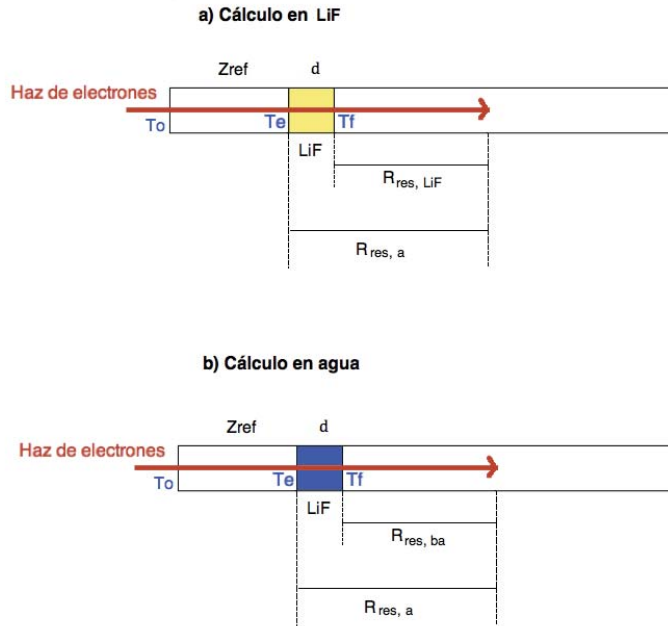 a) Cálculo en LiF
Zref d
Haz de electrones
To Te Tf
LiF
Rres, LiF
Rres, a
b) Cálculo en agua
Zref d
Haz de electrones
To Te Tf
LiF
Rres, ba
Rres, a